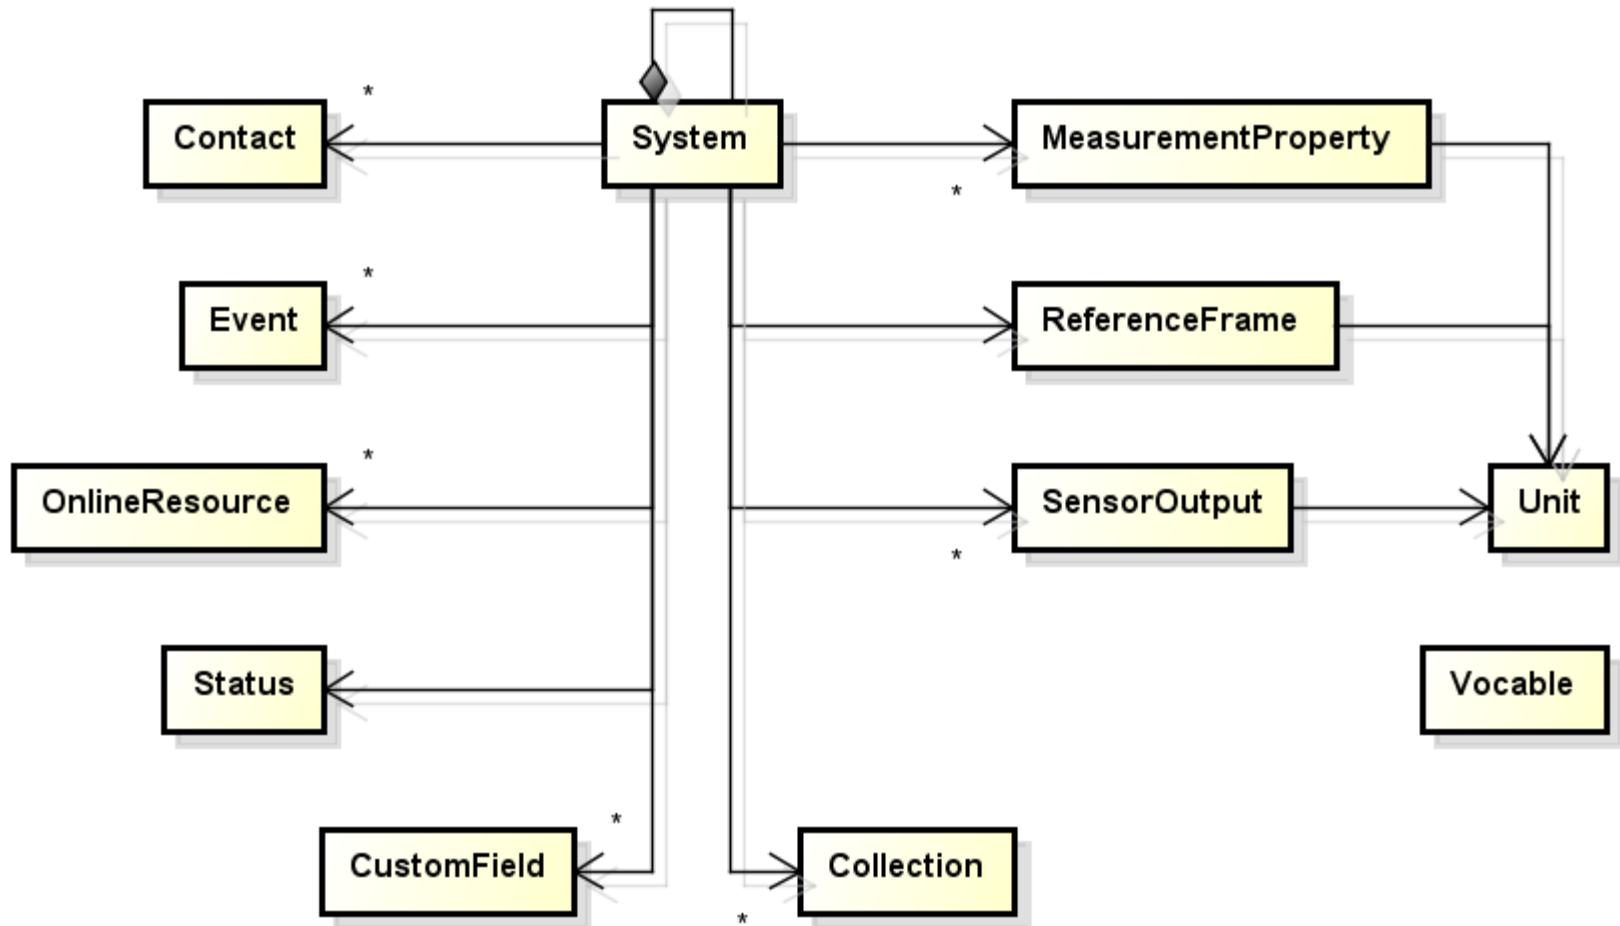 *
Contact
System
MeasurementProperty
*
*
Event
ReferenceFrame
*
OnlineResource
SensorOutput
Unit
*
Status
Vocable
*
CustomField
Collection
*